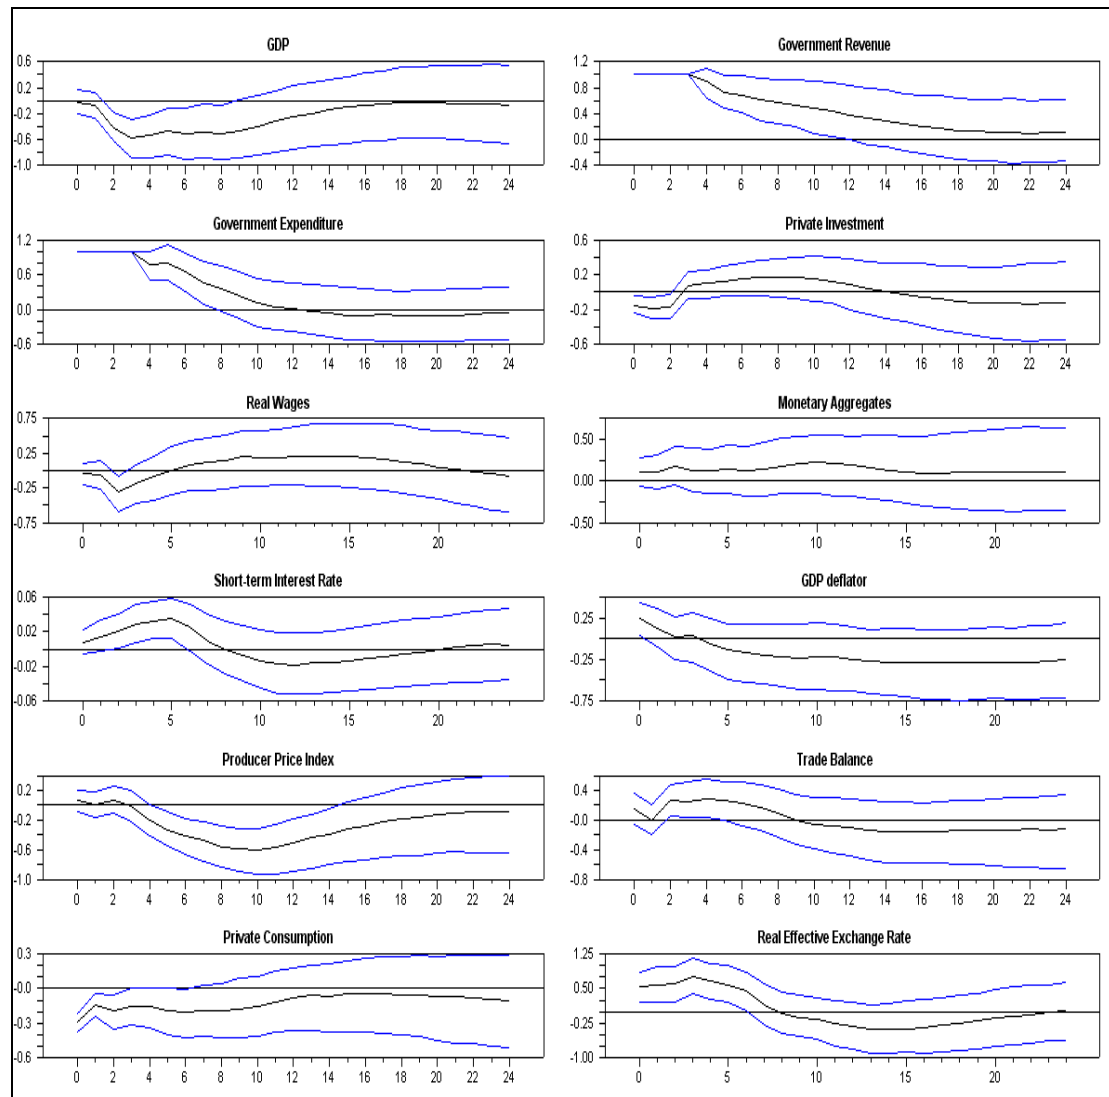 GDP
0.6
0.2
-0.2
-0.6
-1.0
0 2 4 6 8 10 12 14 16 18 20 22 24
Government Revenue
1.2
0.8
0.4
0.0
-0.4
0 2 4 6 8 10 12 14 16 18 20 22 24
Government Expenditure
1.2
0.6
0.0
-0.6
0 2 4 6 8 10 12 14 16 18 20 22 24
Private Investment
0.6
0.2
-0.2
-0.6
0 2 4 6 8 10 12 14 16 18 20 22 24
Real Wages
0.75
0.25
-0.25
-0.75
0 5 10 15 20
Monetary Aggregates
0.50
0.00
-0.50
0 2 4 6 8 10 12 14 16 18 20 22 24
Short-term Interest Rate
0.06
0.02
-0.02
-0.06
0 5 10 15 20
GDP deflator
0.25
-0.25
-0.75
0 5 10 15 20
Producer Price Index
0.2
-0.2
-0.6
-1.0
0 2 4 6 8 10 12 14 16 18 20 22 24
Trade Balance
0.4
-0.0
-0.4
-0.8
0 2 4 6 8 10 12 14 16 18 20 22 24
Private Consumption
0.3
-0.0
-0.3
-0.6
0 2 4 6 8 10 12 14 16 18 20 22 24
Real Effective Exchange Rate
1.25
0.50
-0.25
-1.00
0 5 10 15 20